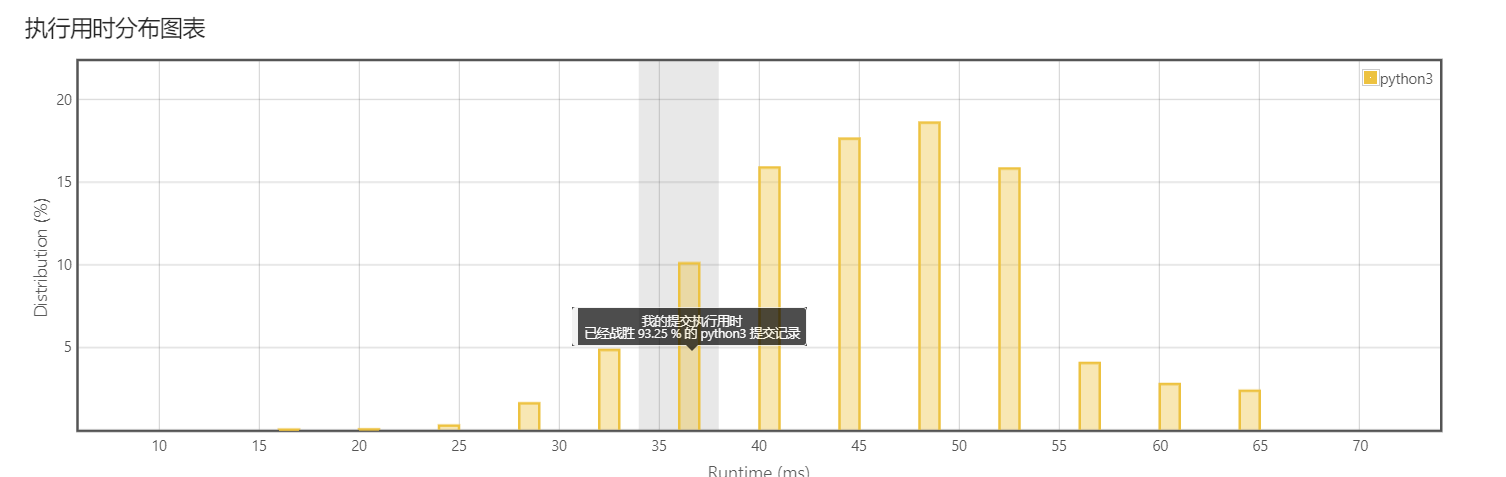 执行用时分布图表
python3
20
15
10
5
Distribution (%)
我的提交执行用时
已经战胜 93.25 % 的 python3 提交记录
10 15 20 25 30 35 40 45 50 55 60 65 70
Runtime (ms)